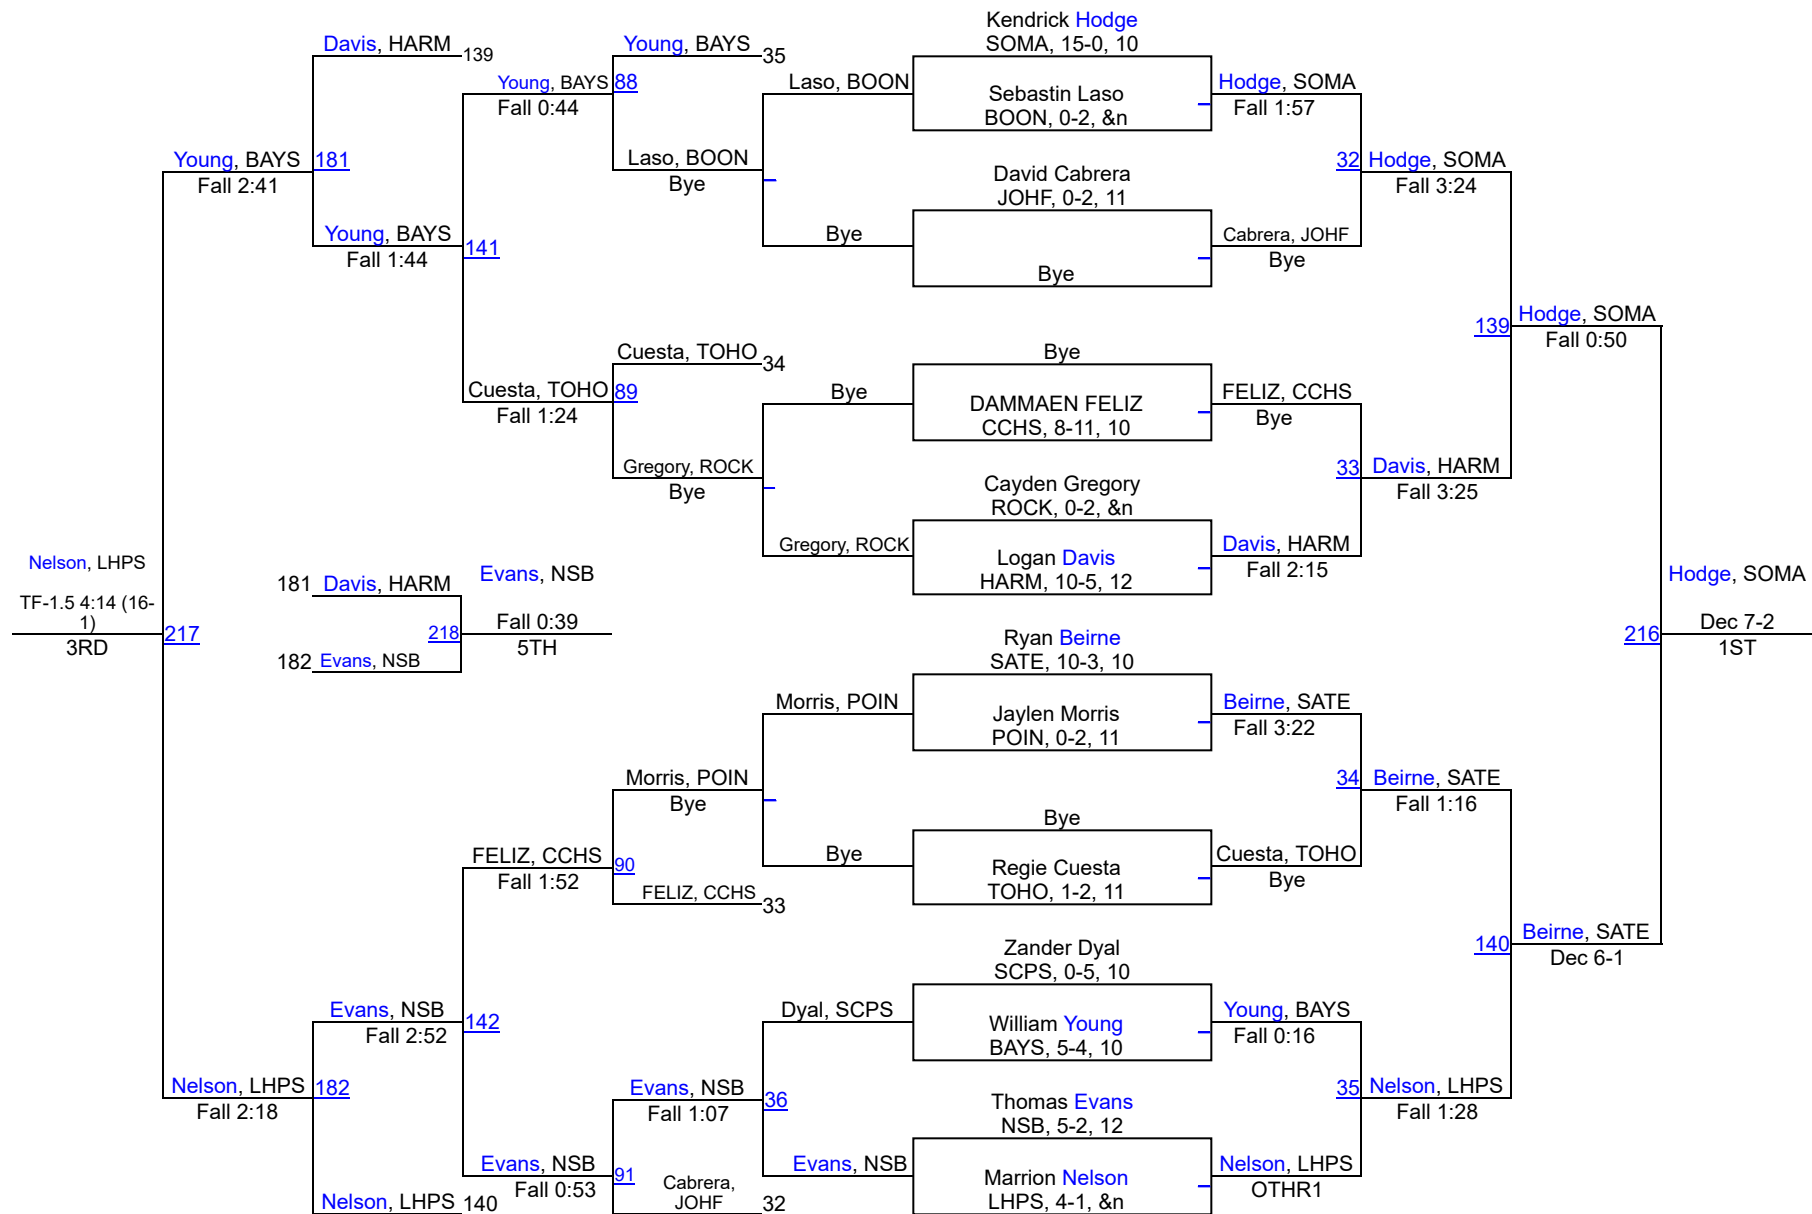 Kendrick Hodge
SOMA, 15-0, 10
Davis, HARM
139
Young, BAYS
35
Young, BAYS
88
Fall 0:44
Laso, BOON
Sebastin Laso
BOON, 0-2, &n
Hodge, SOMA
Fall 1:57
Young, BAYS
181
Fall 2:41
Laso, BOON
Bye
David Cabrera
JOHF, 0-2, 11
32
Hodge, SOMA
Fall 3:24
Young, BAYS
141
Fall 1:44
Bye
Bye
Cabrera, JOHF
Bye
139
Hodge, SOMA
Fall 0:50
Cuesta, TOHO
34
Bye
Cuesta, TOHO
89
Fall 1:24
Bye
DAMMAEN FELIZ
CCHS, 8-11, 10
FELIZ, CCHS
Bye
Gregory, ROCK
Bye
Cayden Gregory
ROCK, 0-2, &n
33
Davis, HARM
Fall 3:25
Gregory, ROCK
Logan Davis
HARM, 10-5, 12
Davis, HARM
Fall 2:15
Nelson, LHPS
TF-1.5 4:14 (16-
1)
3RD
217
181
Davis, HARM
182
Evans, NSB
218
Evans, NSB
Fall 0:39
5TH
Hodge, SOMA
Dec 7-2
1ST
216
Ryan Beirne
SATE, 10-3, 10
Morris, POIN
Jaylen Morris
POIN, 0-2, 11
Beirne, SATE
Fall 3:22
Morris, POIN
Bye
34
Beirne, SATE
Fall 1:16
Bye
FELIZ, CCHS
90
Fall 1:52
Bye
Regie Cuesta
TOHO, 1-2, 11
Cuesta, TOHO
Bye
FELIZ, CCHS
33
140
Beirne, SATE
Dec 6-1
Zander Dyal
SCPS, 0-5, 10
Evans, NSB
142
Fall 2:52
Dyal, SCPS
William Young
BAYS, 5-4, 10
Young, BAYS
Fall 0:16
Nelson, LHPS
182
Fall 2:18
Evans, NSB
36
Fall 1:07
Thomas Evans
NSB, 5-2, 12
35
Nelson, LHPS
Fall 1:28
Evans, NSB
91
Fall 0:53
Evans, NSB
Marrion Nelson
LHPS, 4-1, &n
Nelson, LHPS
OTHR1
Nelson, LHPS
140
Cabrera,
JOHF
32